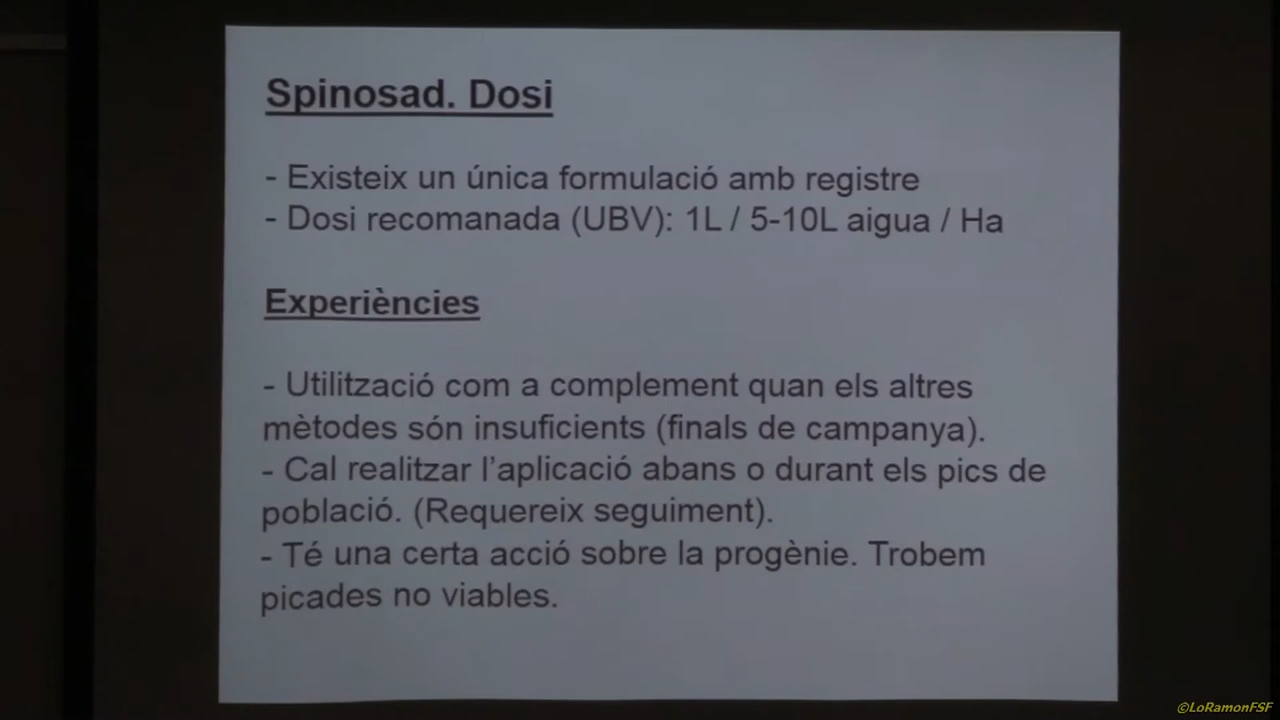 Spinosad. Dosi
- Existeix un única formulació amb registre
- Dosi recomanada (UBV): 1L / 5-10L aigua / Ha
Experiències
- Utilització com a complement quan els altres
mètodes són insuficients (finals de campanya).
- Cal realitzar l'aplicació abans o durant els pics de
població. (Requereix seguiment).
- Té una certa acció sobre la progènie. Trobem
picades no viables.
©LoRamonFSF